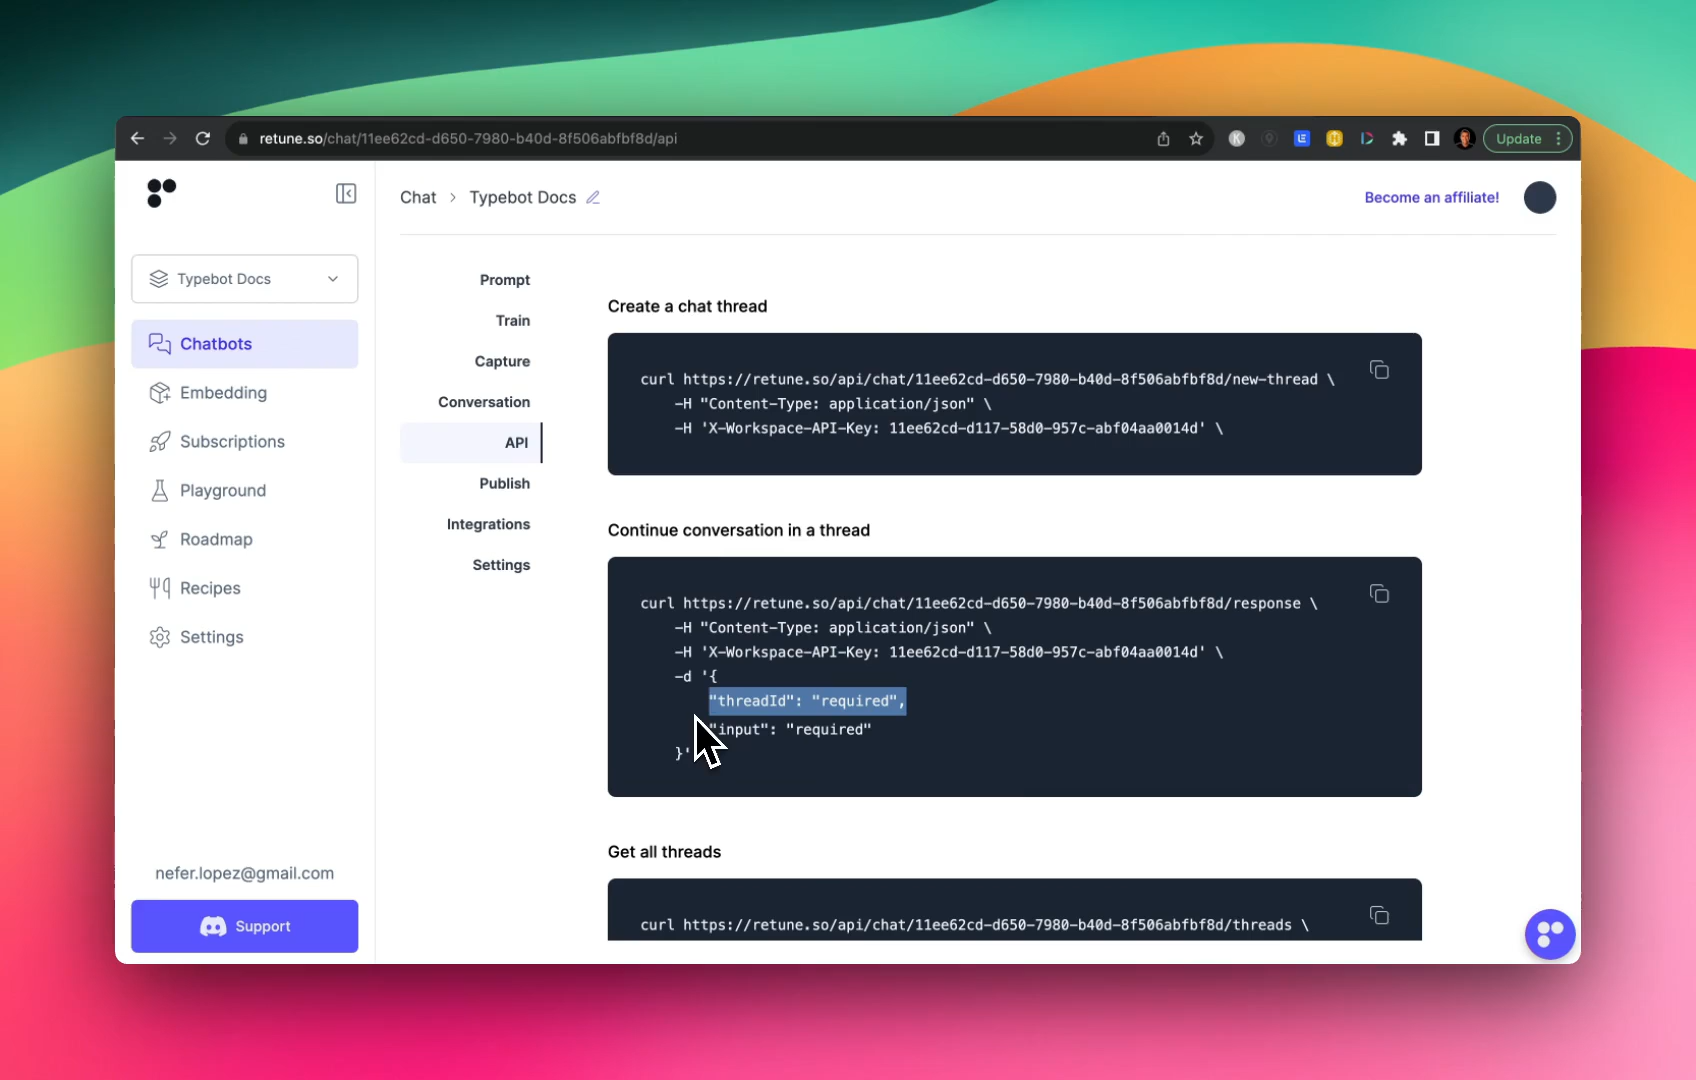 retune.so/chat/11ee62cd-d650-7980-b40d-8f506abfbf8d/api
Update
Chat > Typebot Docs
Become an affiliate!
Typebot Docs
Chatbots
Embedding
Subscriptions
Playground
Roadmap
Recipes
Settings
nefer.lopez@gmail.com
Support
Prompt
Train
Capture
Conversation
API
Publish
Integrations
Settings
Create a chat thread
curl https://retune.so/api/chat/11ee62cd-d650-7980-b40d-8f506abfbf8d/new-thread \
-H "Content-Type: application/json" \
-H 'X-Workspace-API-Key: 11ee62cd-d117-58d0-957c-abf04aa0014d' \
Continue conversation in a thread
curl https://retune.so/api/chat/11ee62cd-d650-7980-b40d-8f506abfbf8d/response \
-H "Content-Type: application/json" \
-H 'X-Workspace-API-Key: 11ee62cd-d117-58d0-957c-abf04aa0014d' \
-d '{
"threadId": "required",
"input": "required"
}'
Get all threads
curl https://retune.so/api/chat/11ee62cd-d650-7980-b40d-8f506abfbf8d/threads \